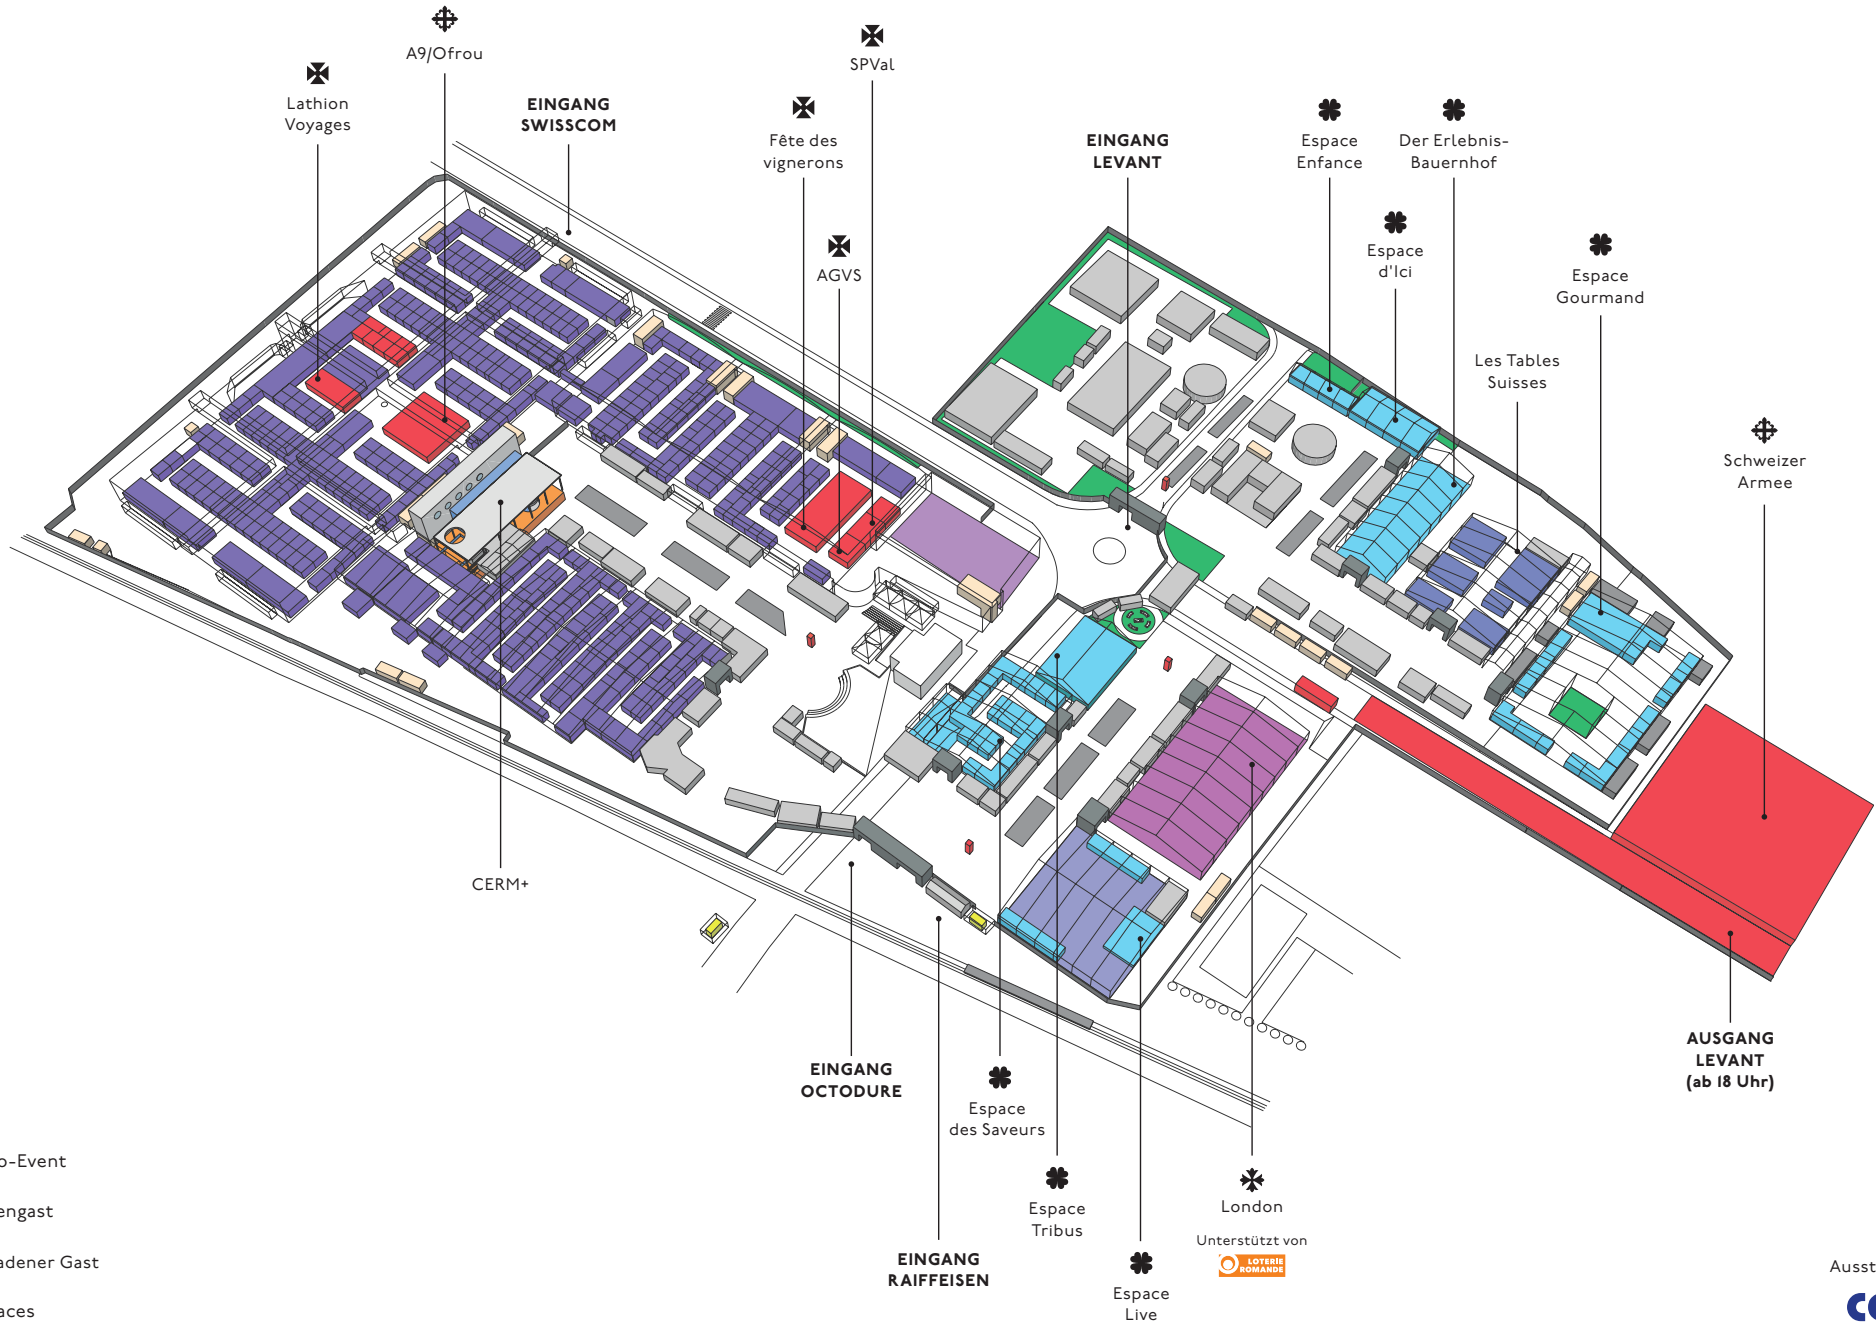 A9/Ofrou
SPVal
Lathion
Voyages
EINGANG
SWISSCOM
Fête des
vignerons
EINGANG
LEVANT
Espace
Enfance
Der Erlebnis-
Bauernhof
AGVS
Espace
d'Ici
Espace
Gourmand
Les Tables
Suisses
Schweizer
Armee
CERM+
EINGANG
OCTODURE
Espace
des Saveurs
AUSGANG
LEVANT
(ab 18 Uhr)
Espace
Tribus
London
Unterstützt von
LOTERIE
ROMANDE
EINGANG
RAIFFEISEN
Espace
Live
o-Event
engast
adener Gast
aces
Ausst